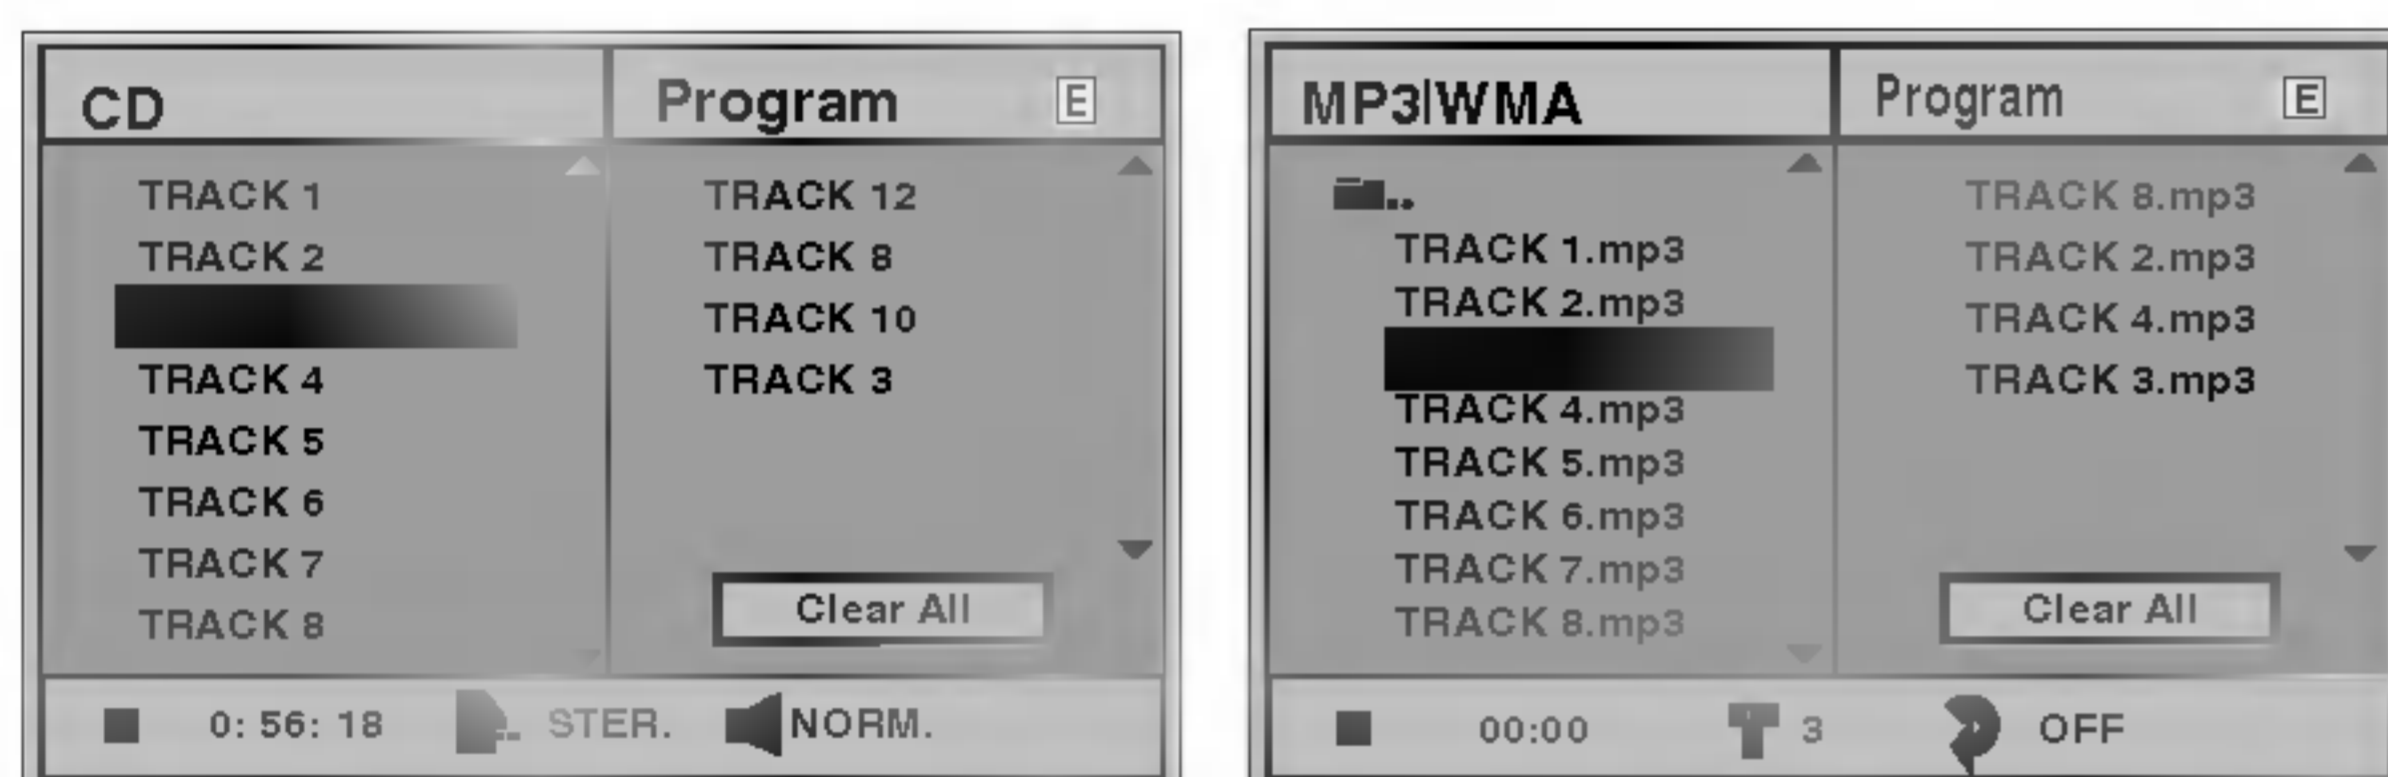 CD
Program E
TRACK 1
TRACK 2
TRACK 4
TRACK 5
TRACK 6
TRACK 7
TRACK 8
TRACK 12
TRACK 8
TRACK 10
TRACK 3
Clear All
0: 56: 18 STER. NORM.
MP3|WMA
Program E
..
TRACK 1.mp3
TRACK 2.mp3
TRACK 4.mp3
TRACK 5.mp3
TRACK 6.mp3
TRACK 7.mp3
TRACK 8.mp3
TRACK 8.mp3
TRACK 2.mp3
TRACK 4.mp3
TRACK 3.mp3
Clear All
00:00 T 3 OFF